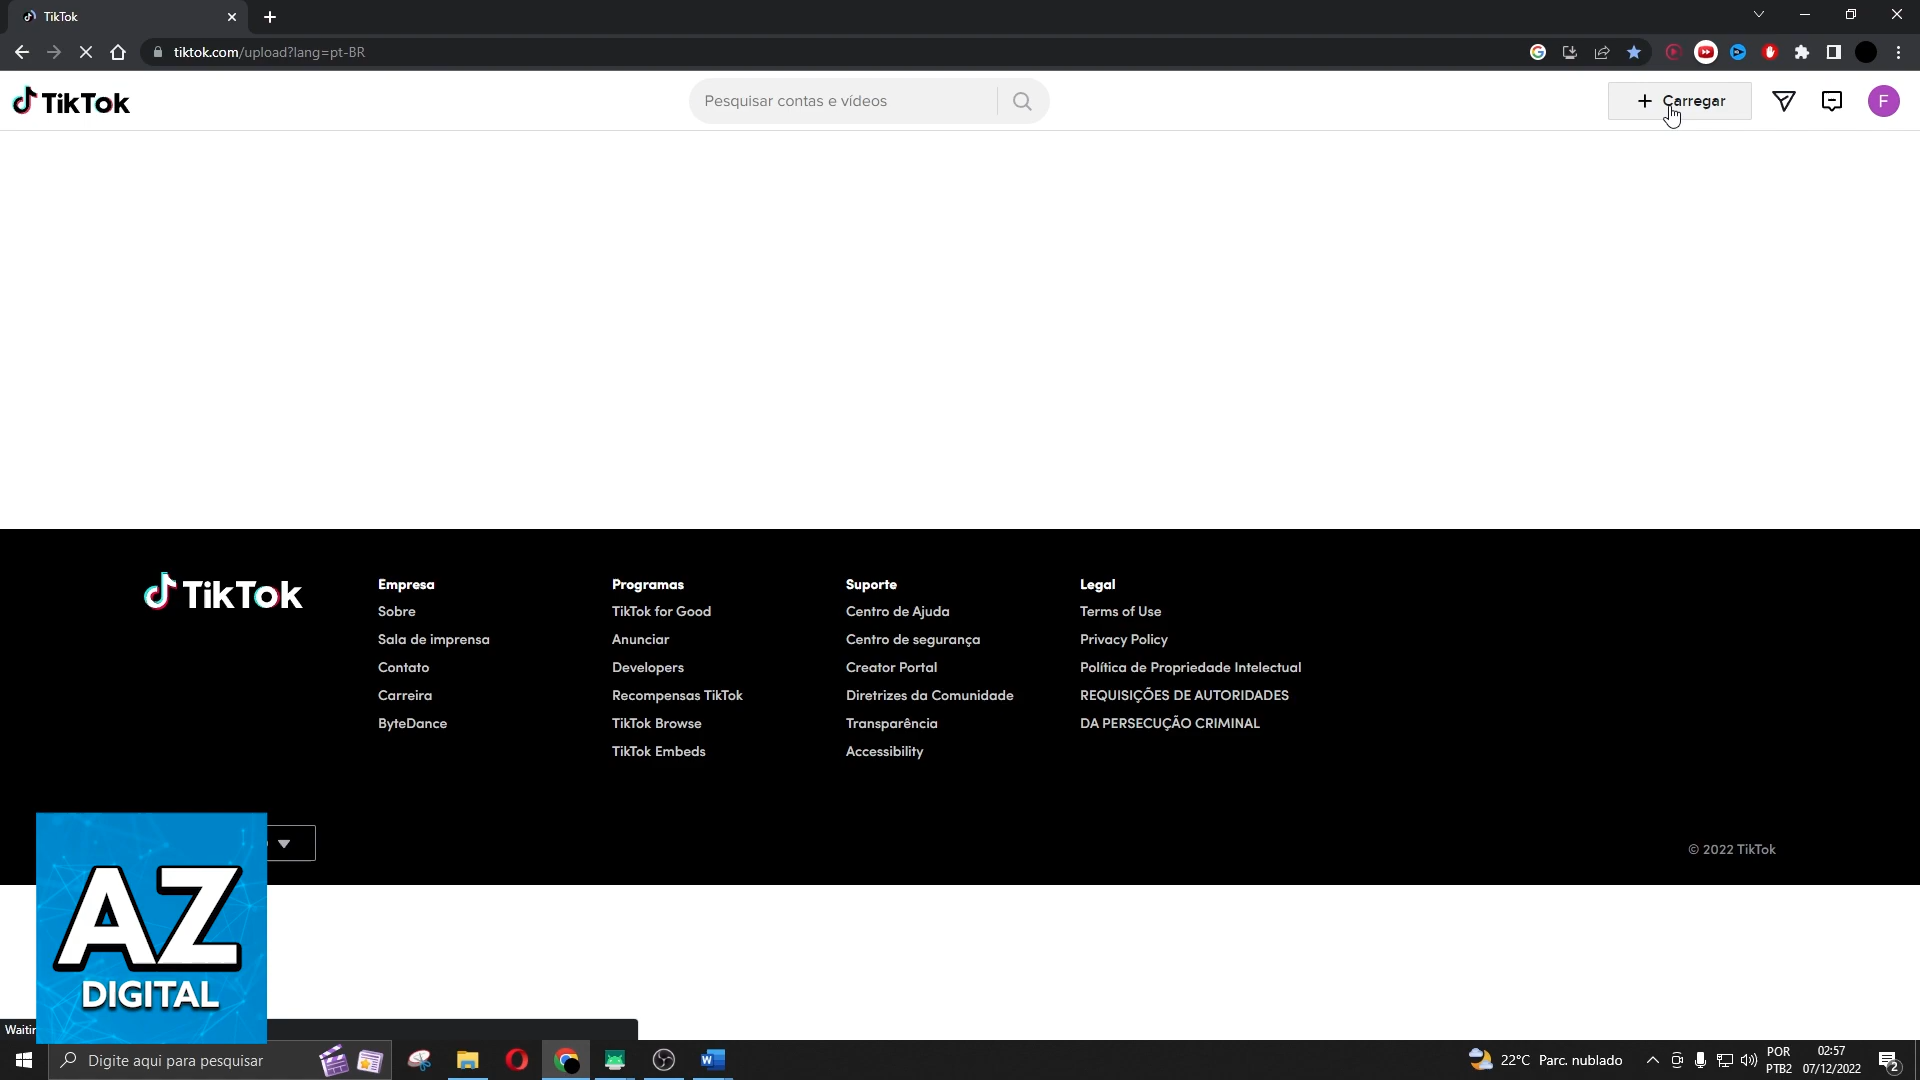 TikTok
tiktok.com/upload?lang=pt-BR
TikTok
Pesquisar contas e vídeos
Carregar
F
TikTok
Empresa
Sobre
Sala de imprensa
Contato
Carreira
ByteDance
Programas
TikTok for Good
Anunciar
Developers
Recompensas TikTok
TikTok Browse
TikTok Embeds
Suporte
Centro de Ajuda
Centro de segurança
Creator Portal
Diretrizes da Comunidade
Transparência
Accessibility
Legal
Terms of Use
Privacy Policy
Política de Propriedade Intelectual
REQUISIÇÕES DE AUTORIDADES
DA PERSECUÇÃO CRIMINAL
© 2022 TikTok
AZ
DIGITAL
Digite aqui para pesquisar
22°C Parc. nublado
POR
PTB2
02:57
07/12/2022
2